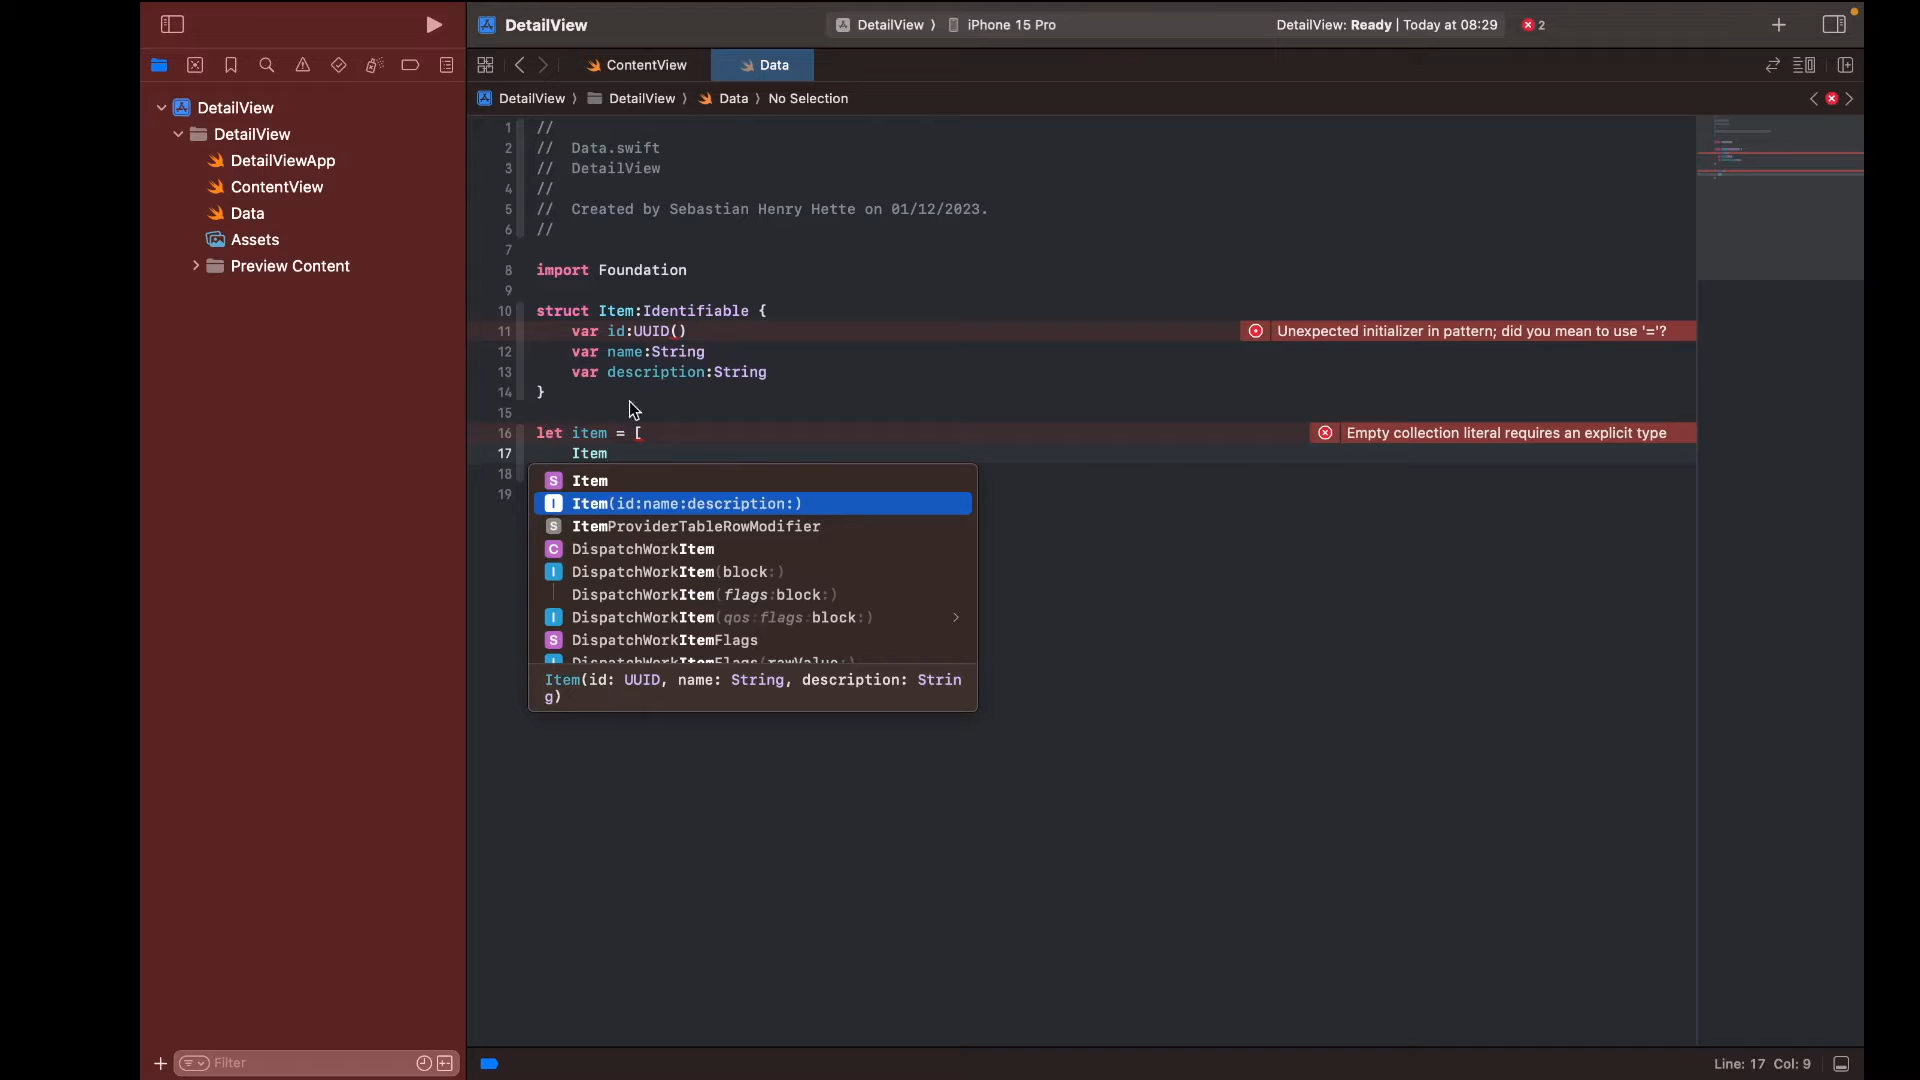 DetailView
DetailView ⟩ iPhone 15 Pro
DetailView: Ready | Today at 08:29
2
ContentView
Data
DetailView ⟩ DetailView ⟩ Data ⟩ No Selection
DetailView
DetailView
DetailViewApp
ContentView
Data
Assets
Preview Content
Filter
1 //
2 // Data.swift
3 // DetailView
4 //
5 // Created by Sebastian Henry Hette on 01/12/2023.
6 //
7
8 import Foundation
9
10 struct Item:Identifiable {
11 var id:UUID()
Unexpected initializer in pattern; did you mean to use '='?
12 var name:String
13 var description:String
14 }
15
16 let item = [
Empty collection literal requires an explicit type
17 Item
18
19
S Item
I Item(id:name:description:)
S ItemProviderTableRowModifier
C DispatchWorkItem
I DispatchWorkItem(block:)
DispatchWorkItem(flags:block:)
I DispatchWorkItem(qos:flags:block:)
S DispatchWorkItemFlags
I DispatchWorkItemFlags(rawValue:)
Item(id: UUID, name: String, description: Strin
g)
Line: 17 Col: 9